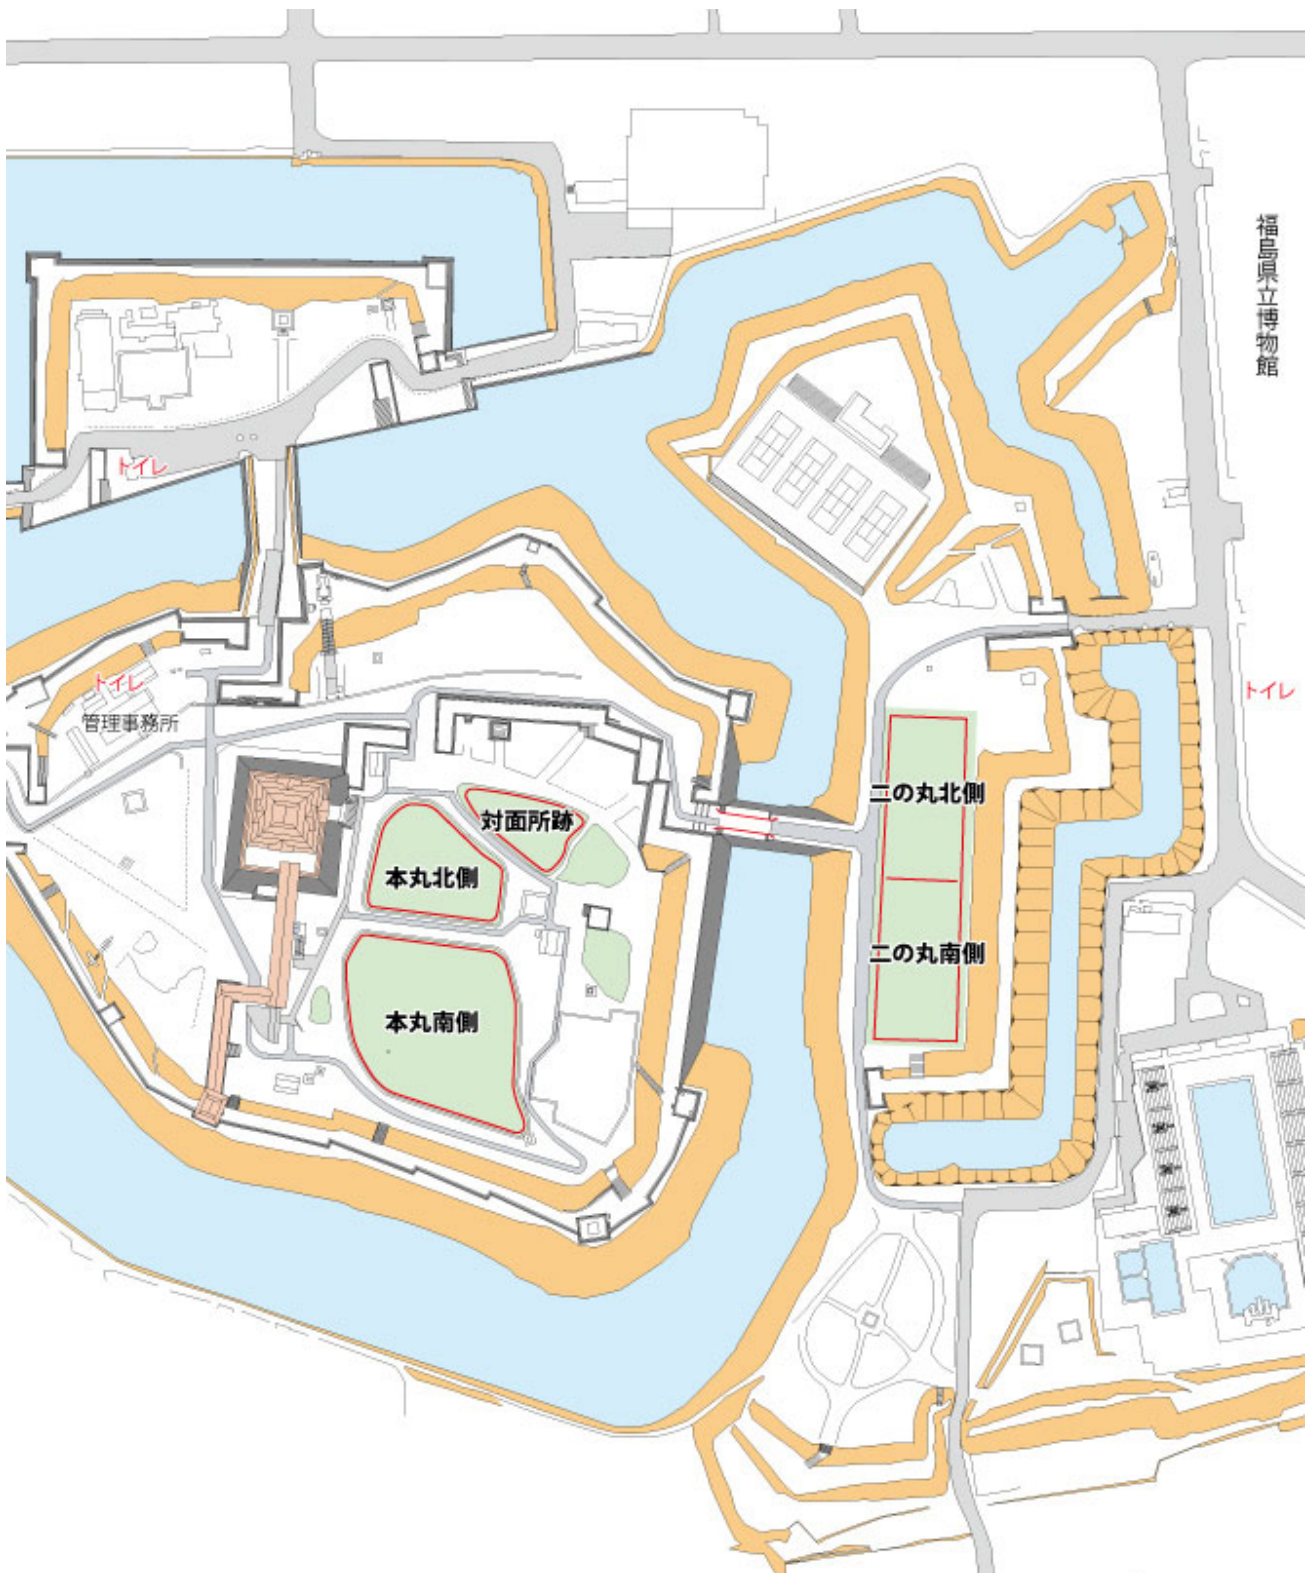 福島県立博物館
トイレ
トイレ
トイレ
管理事務所
二の丸北側
対面所跡
本丸北側
二の丸南側
本丸南側